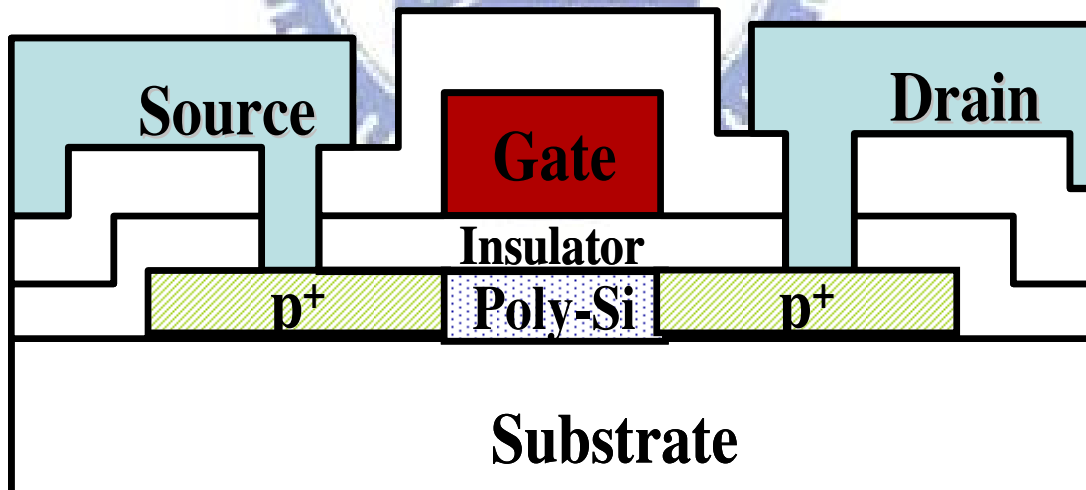 Source
Drain
Gate
Insulator
p+
Poly-Si
p+
Substrate